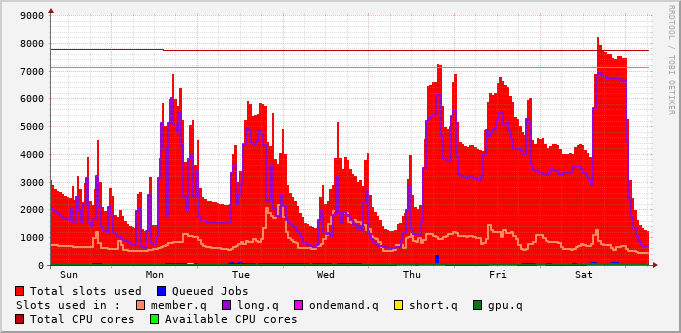 9000
8000
7000
6000
5000
4000
3000
2000
1000
0
Sun Mon Tue Wed Thu Fri Sat
RRDTOOL / TOBI OETIKER
Total slots used Queued Jobs
Slots used in : member.q long.q ondemand.q short.q gpu.q
Total CPU cores Available CPU cores